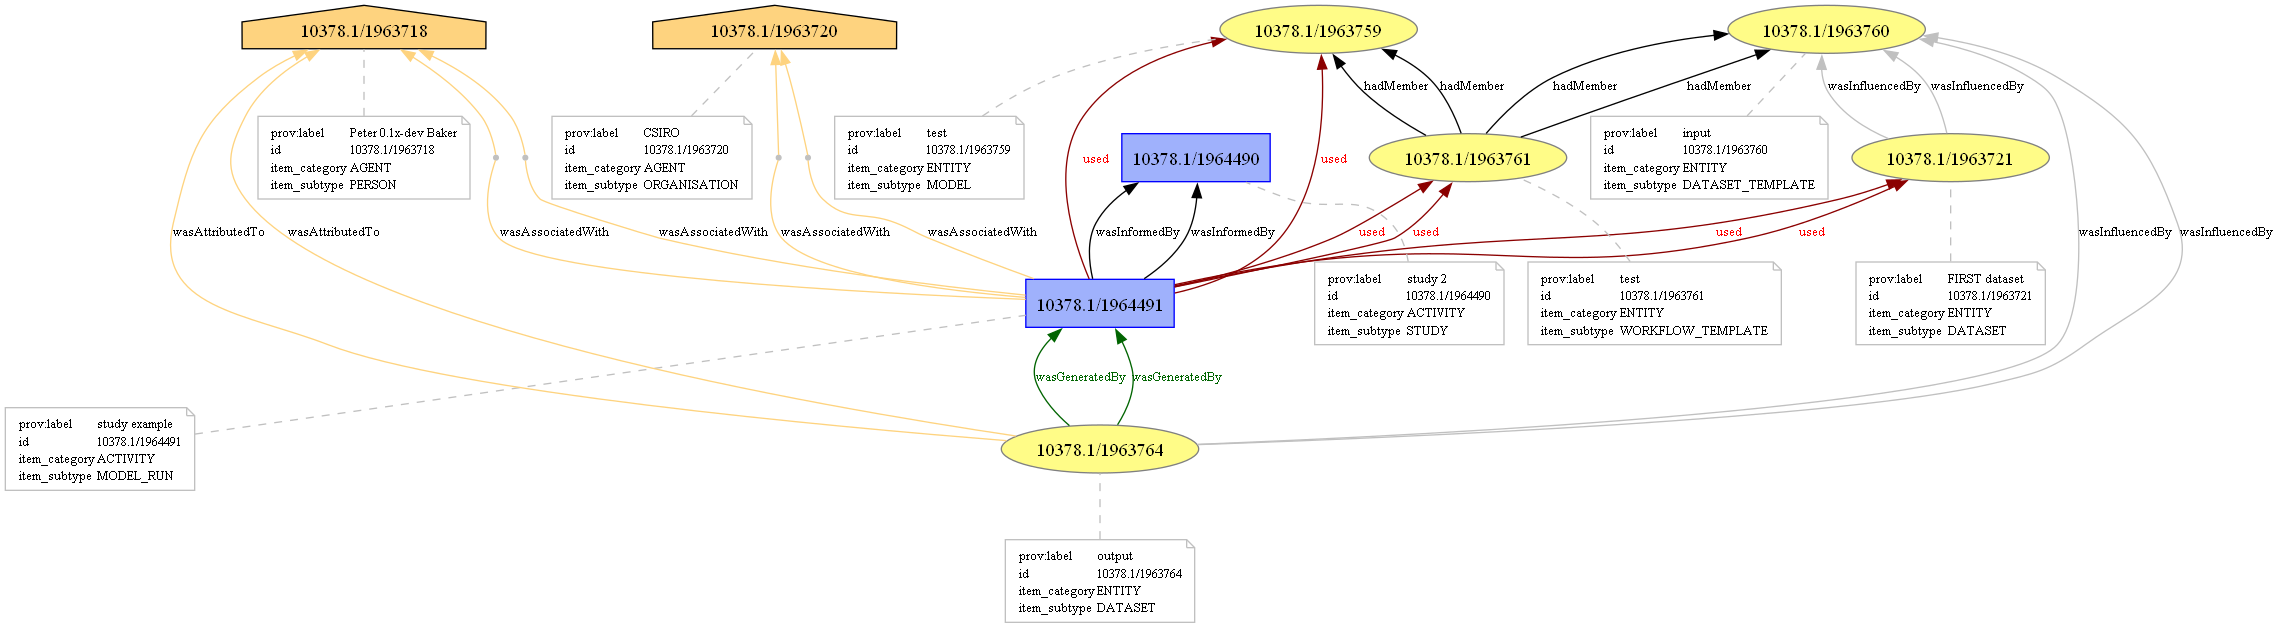 10378.1/1963718
10378.1/1963720
10378.1/1963759
10378.1/1963760
hadMember
hadMember
hadMember
hadMember
wasInfluencedBy
wasInfluencedBy
prov:label Peter 0.1x-dev Baker
id 10378.1/1963718
item_category AGENT
item_subtype PERSON
prov:label CSIRO
id 10378.1/1963720
item_category AGENT
item_subtype ORGANISATION
prov:label test
id 10378.1/1963759
item_category ENTITY
item_subtype MODEL
used
10378.1/1964490
used
10378.1/1963761
prov:label input
id 10378.1/1963760
item_category ENTITY
item_subtype DATASET_TEMPLATE
10378.1/1963721
wasAttributedTo
wasAttributedTo
wasAssociatedWith
wasAssociatedWith
wasAssociatedWith
wasAssociatedWith
wasInformedBy
wasInformedBy
used
used
used
used
wasInfluencedBy
wasInfluencedBy
10378.1/1964491
prov:label study 2
id 10378.1/1964490
item_category ACTIVITY
item_subtype STUDY
prov:label test
id 10378.1/1963761
item_category ENTITY
item_subtype WORKFLOW_TEMPLATE
prov:label FIRST dataset
id 10378.1/1963721
item_category ENTITY
item_subtype DATASET
wasGeneratedBy
wasGeneratedBy
prov:label study example
id 10378.1/1964491
item_category ACTIVITY
item_subtype MODEL_RUN
10378.1/1963764
prov:label output
id 10378.1/1963764
item_category ENTITY
item_subtype DATASET